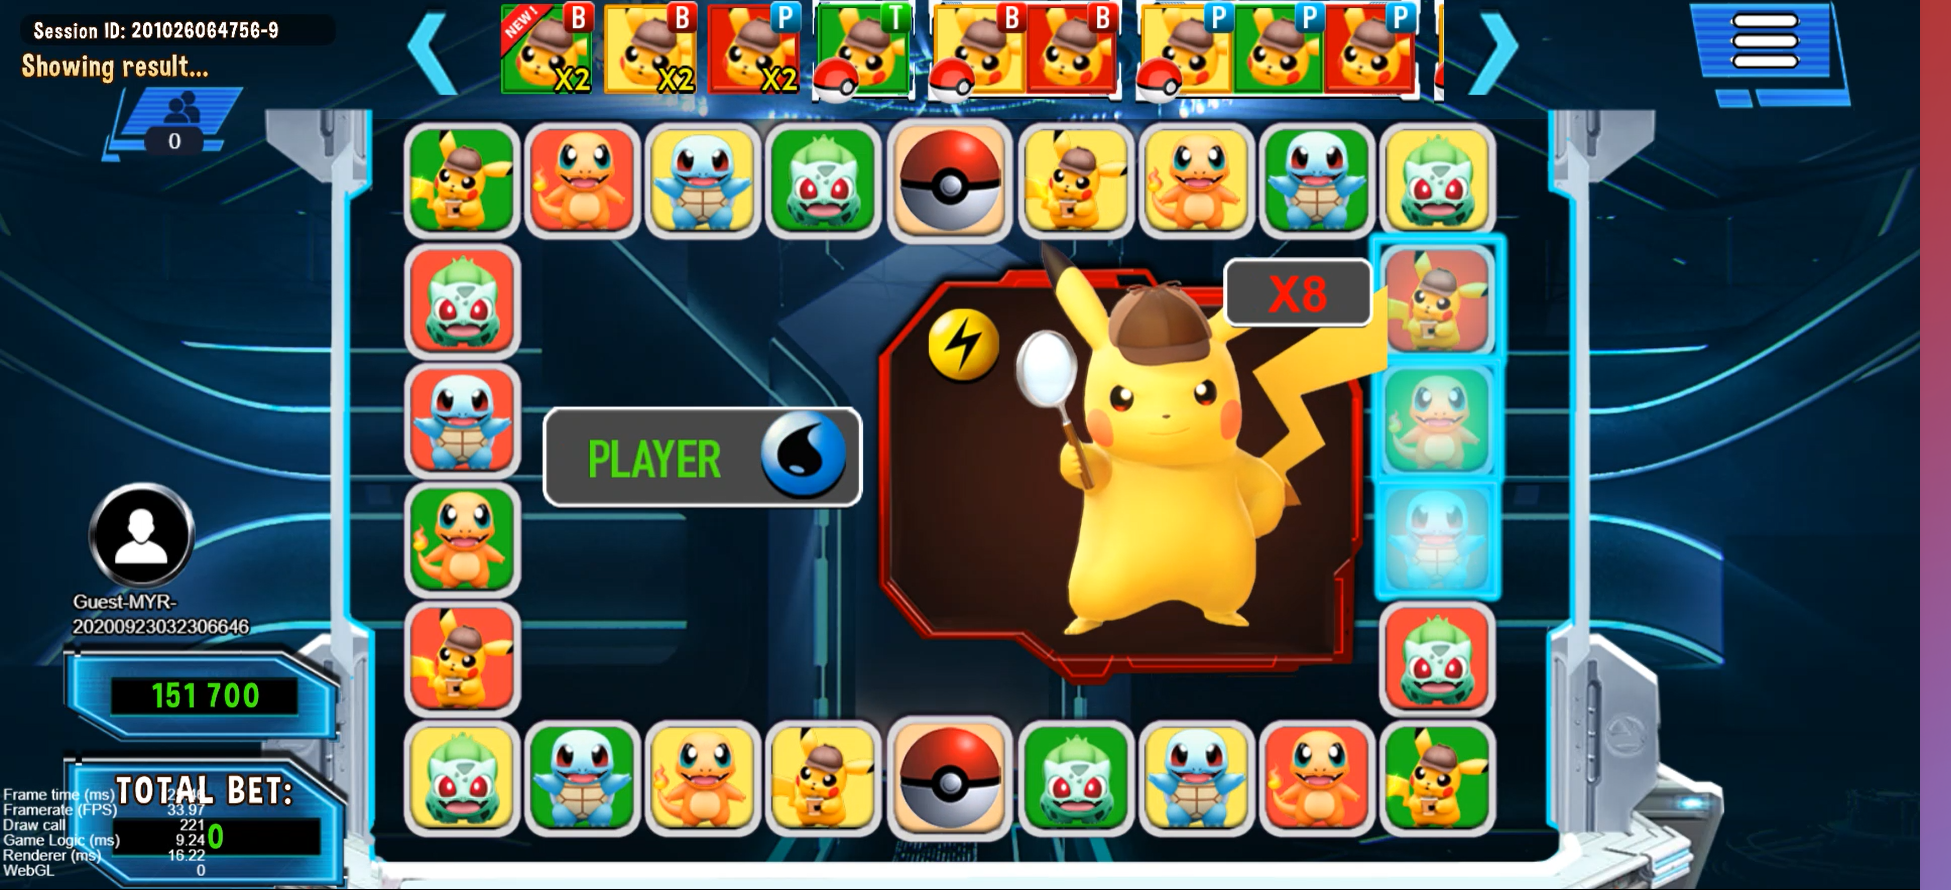 Session ID: 201026064756-9
Showing result...
0
NEW! B X2
B X2
P X2
T
B
B
P
P
P
X8
PLAYER
Guest-MYR-
20200923032306646
151 700
TOTAL BET:
0
Frame time (ms)
Framerate (FPS) 33.97
Draw call 221
Game Logic (ms) 9.24
Renderer (ms) 16.22
WebGL 0